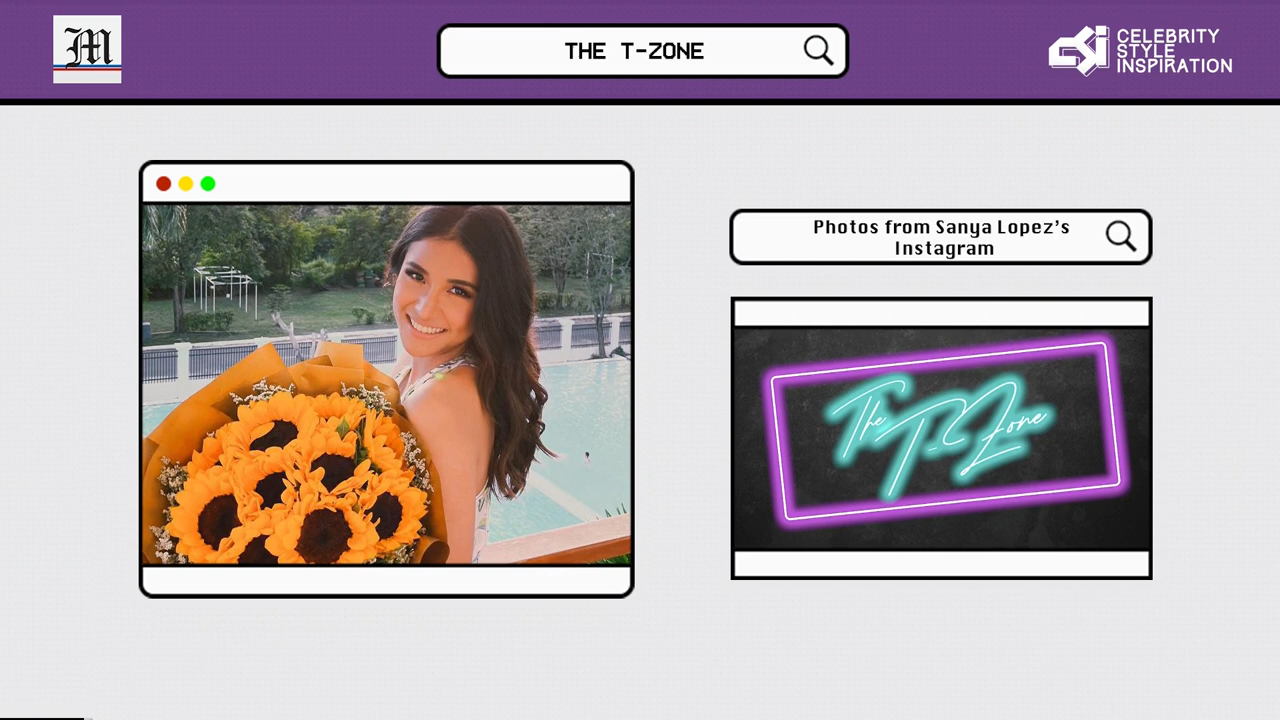 M
THE T-ZONE
CELEBRITY
STYLE
INSPIRATION
Photos from Sanya Lopez’s
Instagram
The T-Zone